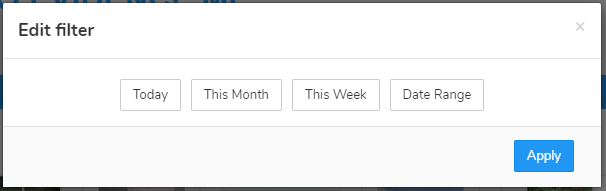 Edit filter ×
Today This Month This Week Date Range
Apply